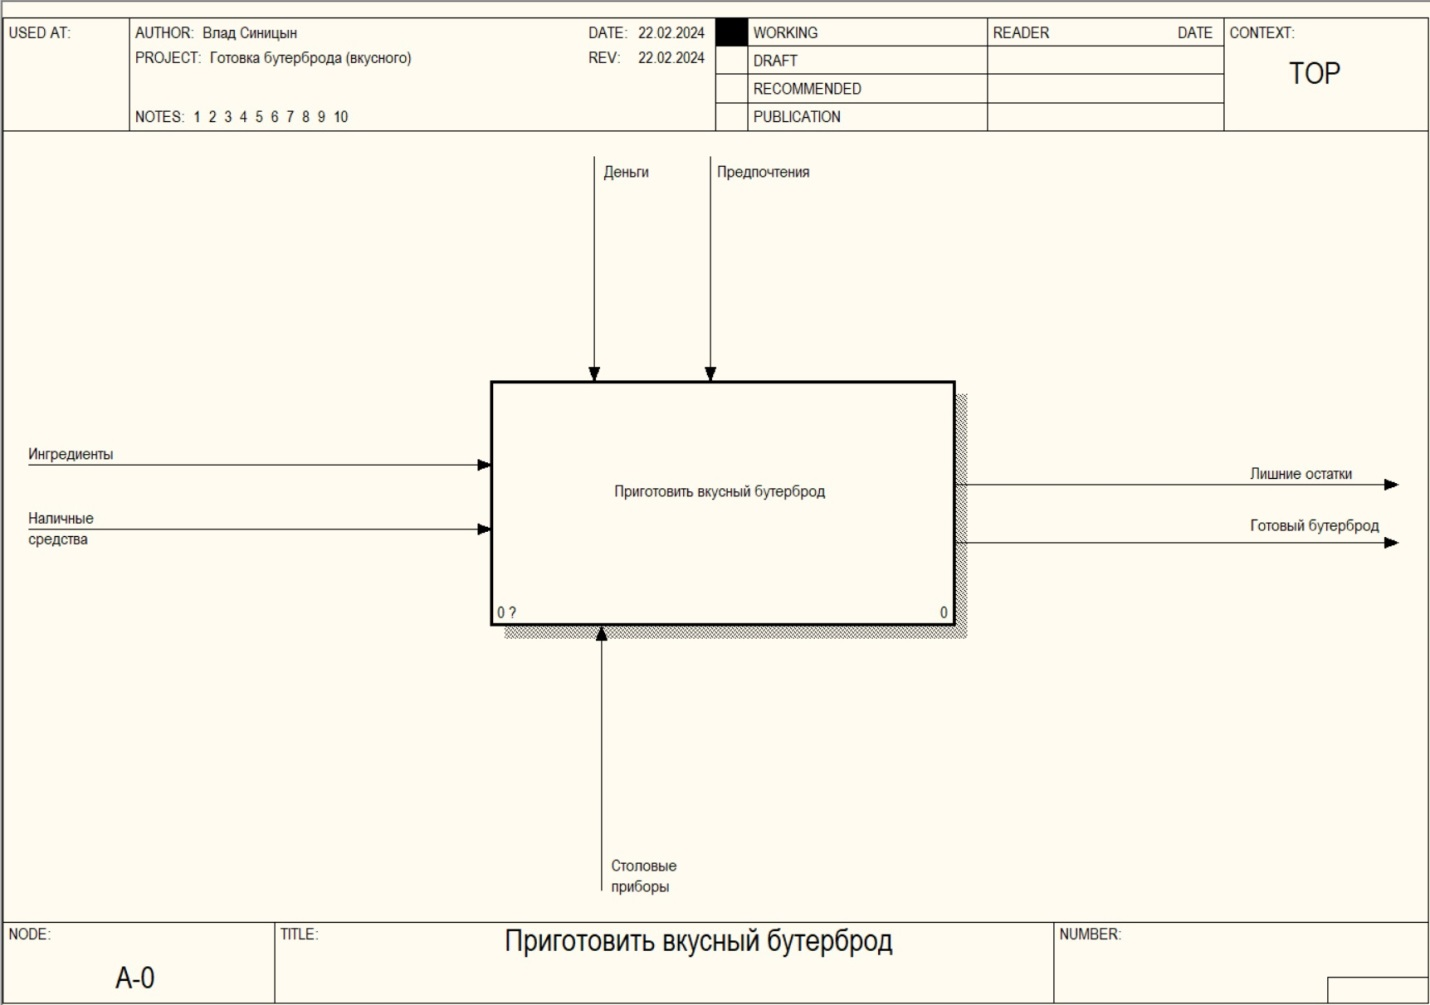 USED AT:
AUTHOR: Влад Синицын
DATE: 22.02.2024
PROJECT: Готовка бутерброда (вкусного)
REV: 22.02.2024
NOTES: 1 2 3 4 5 6 7 8 9 10
WORKING
DRAFT
RECOMMENDED
PUBLICATION
READER DATE
CONTEXT:
TOP
Деньги
Предпочтения
Ингредиенты
Наличные
средства
Приготовить вкусный бутерброд
0 ?
0
Лишние остатки
Готовый бутерброд
Столовые
приборы
NODE:
A-0
TITLE:
Приготовить вкусный бутерброд
NUMBER: